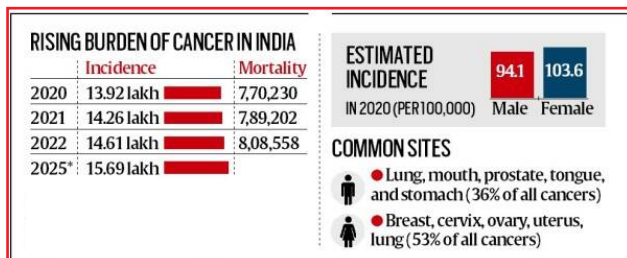 RISING BURDEN OF CANCER IN INDIA
Incidence Mortality
2020 13.92 lakh 7,70,230
2021 14.26 lakh 7,89,202
2022 14.61 lakh 8,08,558
2025* 15.69 lakh
ESTIMATED
INCIDENCE
IN 2020 (PER 100,000)
94.1 103.6
Male Female
COMMON SITES
● Lung, mouth, prostate, tongue,
and stomach (36% of all cancers)
● Breast, cervix, ovary, uterus,
lung (53% of all cancers)